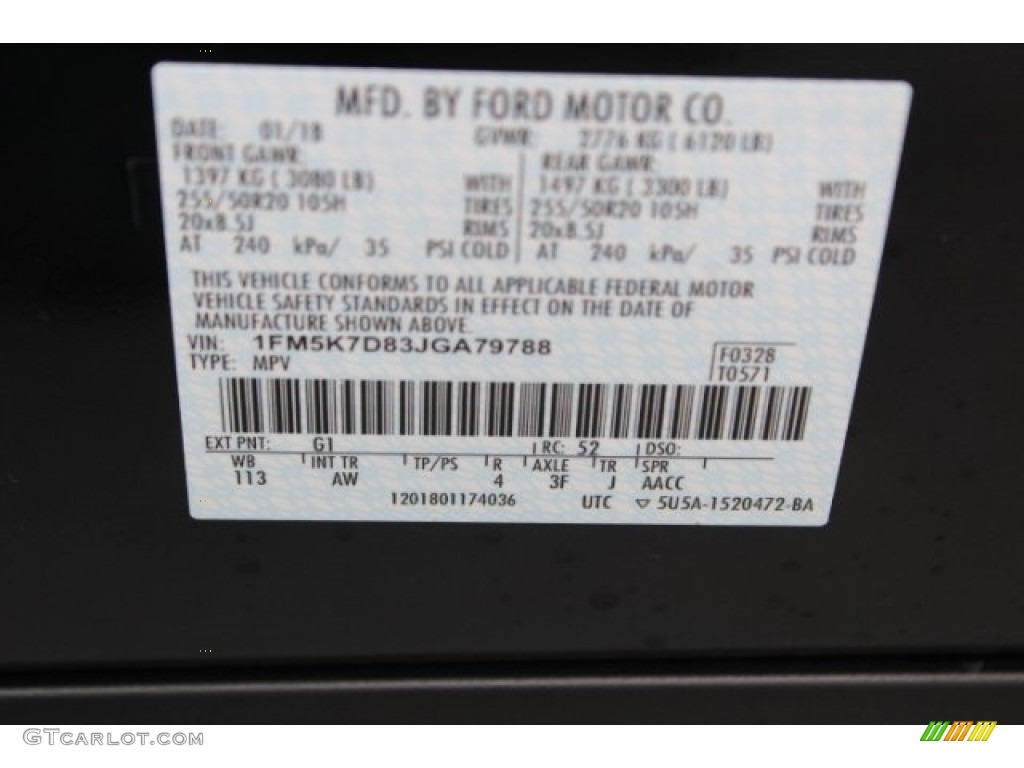 MFD. BY FORD MOTOR CO.
DATE: 01/18 GVWR: 2776 KG ( 6120 LB)
FRONT GAWR: REAR GAWR:
1397 KG ( 3080 LB) WITH 1497 KG ( 3300 LB) WITH
255/50R20 105H TIRES 255/50R20 105H TIRES
20x8.5J RIMS 20x8.5J RIMS
AT 240 kPa/ 35 PSI COLD AT 240 kPa/ 35 PSI COLD
THIS VEHICLE CONFORMS TO ALL APPLICABLE FEDERAL MOTOR
VEHICLE SAFETY STANDARDS IN EFFECT ON THE DATE OF
MANUFACTURE SHOWN ABOVE.
VIN: 1FM5K7D83JGA79788
TYPE: MPV
F0328
T0571
EXT PNT: G1 RC: 52 DSO:
WB INT TR TP/PS R AXLE TR SPR
113 AW 4 3F J AACC
1201801174036 UTC ▽ 5U5A-1520472-BA
GTCARLOT.COM